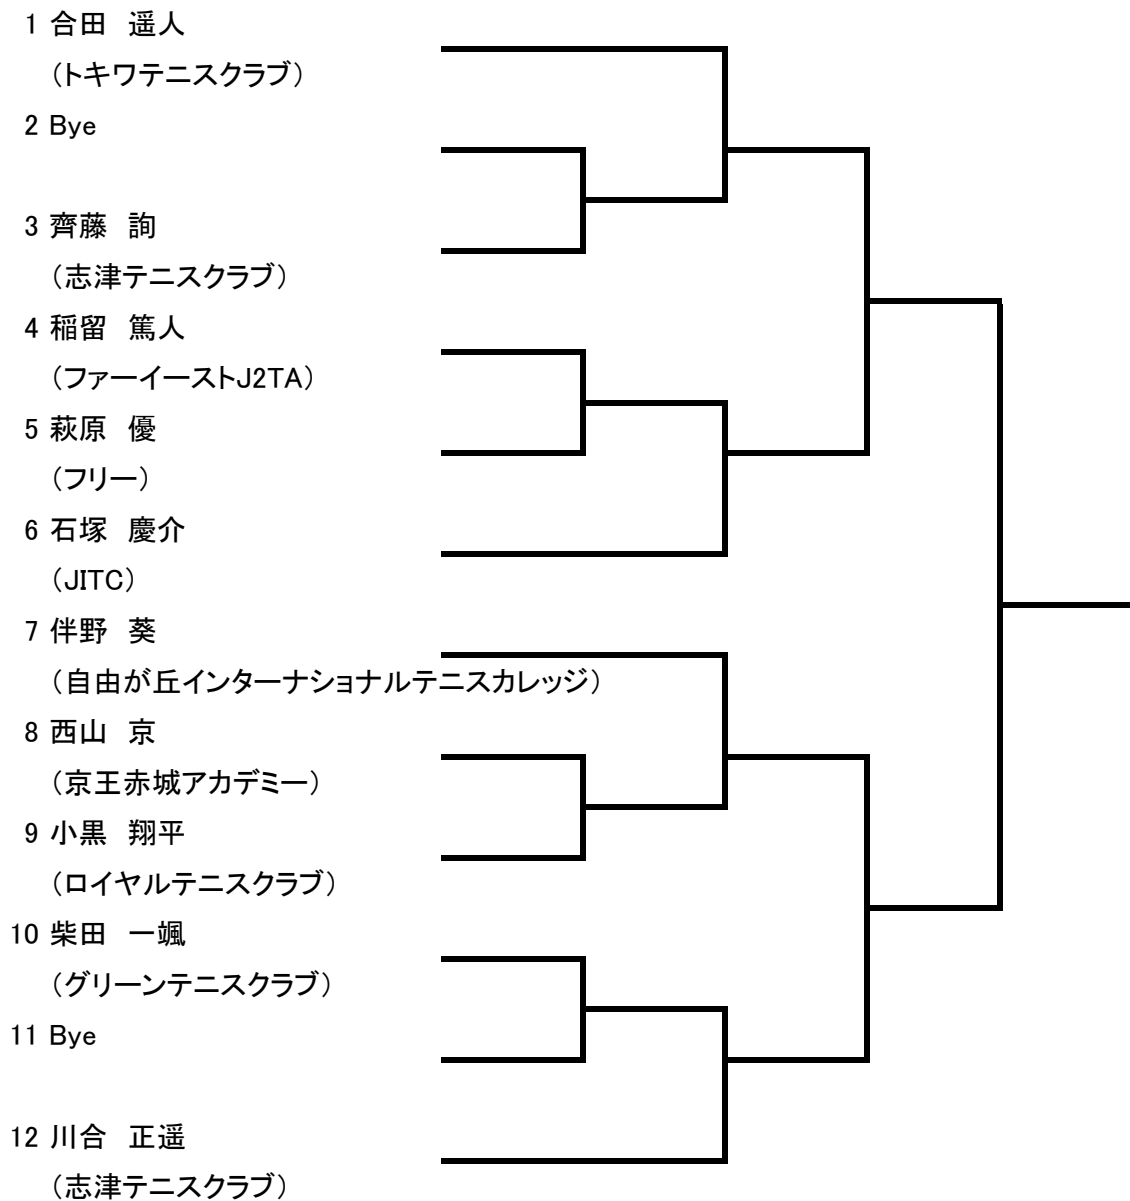 1 合田　遥人
（トキワテニスクラブ）
2 Bye
3 齊藤　詢
（志津テニスクラブ）
4 稲留　篤人
（ファーイーストJ2TA）
5 萩原　優
（フリー）
6 石塚　慶介
（JITC）
7 伴野　葵
（自由が丘インターナショナルテニスカレッジ）
8 西山　京
（京王赤城アカデミー）
9 小黒　翔平
（ロイヤルテニスクラブ）
10 柴田　一颯
（グリーンテニスクラブ）
11 Bye
12 川合　正遥
（志津テニスクラブ）